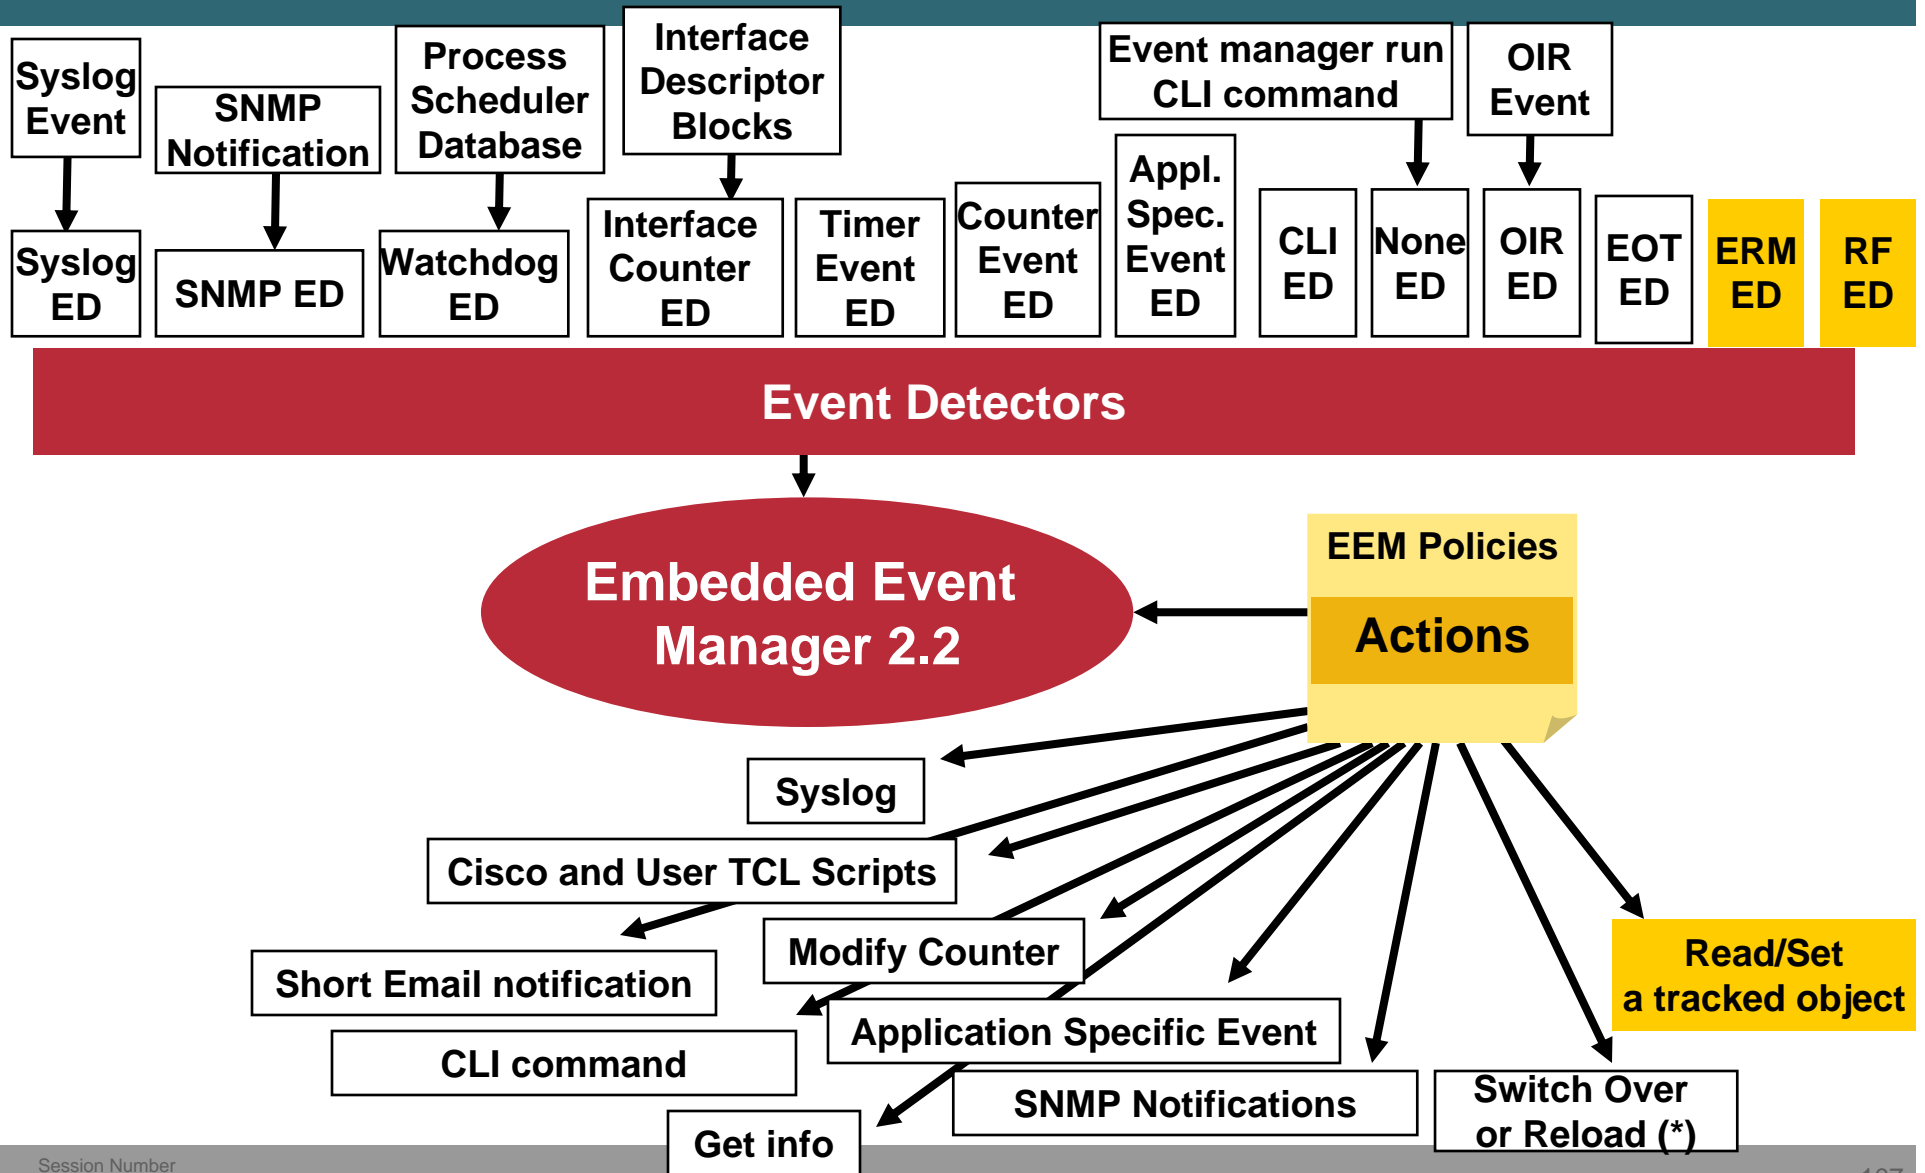 Syslog
Event
SNMP
Notification
Process
Scheduler
Database
Interface
Descriptor
Blocks
Event manager run
CLI command
OIR
Event
Syslog
ED
SNMP ED
Watchdog
ED
Interface
Counter
ED
Timer
Event
ED
Counter
Event
ED
Appl.
Spec.
Event
ED
CLI
ED
None
ED
OIR
ED
EOT
ED
ERM
ED
RF
ED
Event Detectors
Embedded Event
Manager 2.2
EEM Policies
Actions
Syslog
Cisco and User TCL Scripts
Short Email notification
Modify Counter
CLI command
Application Specific Event
Get info
SNMP Notifications
Switch Over
or Reload (*)
Read/Set
a tracked object
Session Number